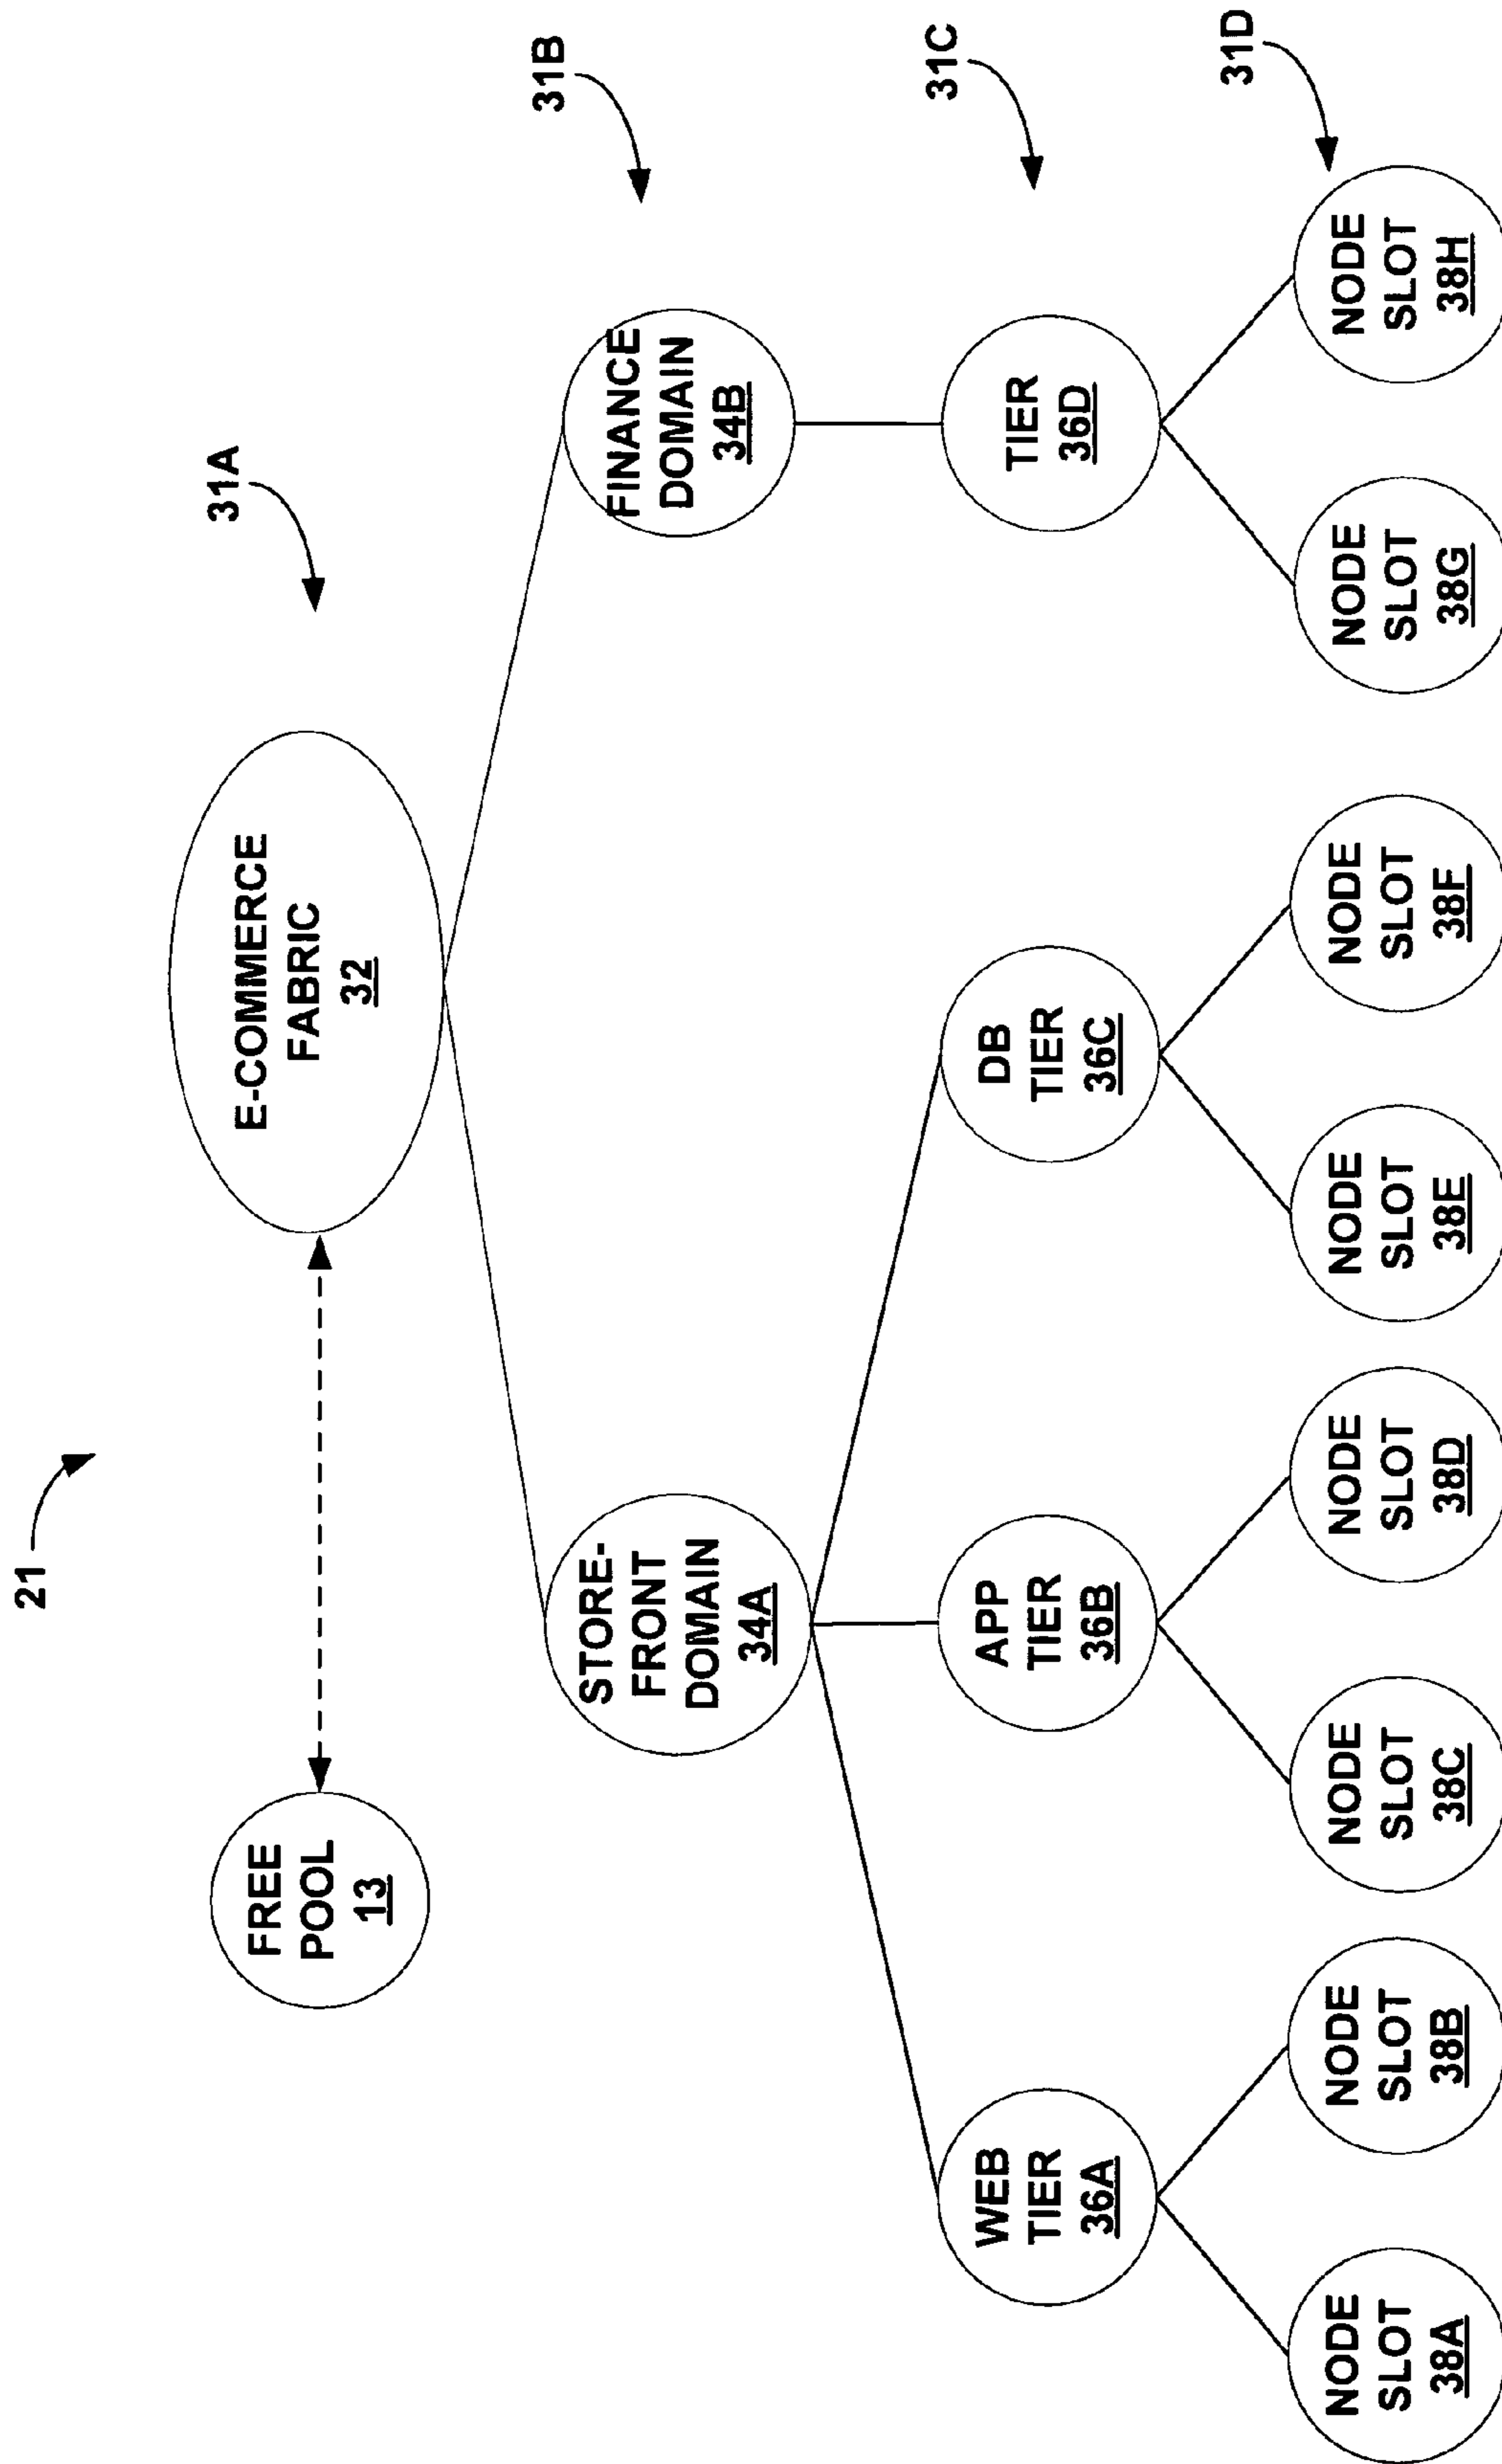 21
31A
FREE
POOL
13
E-COMMERCE
FABRIC
32
31B
STORE-
FRONT
DOMAIN
34A
FINANCE
DOMAIN
34B
31C
WEB
TIER
36A
APP
TIER
36B
DB
TIER
36C
TIER
36D
31D
NODE
SLOT
38A
NODE
SLOT
38B
NODE
SLOT
38C
NODE
SLOT
38D
NODE
SLOT
38E
NODE
SLOT
38F
NODE
SLOT
38G
NODE
SLOT
38H